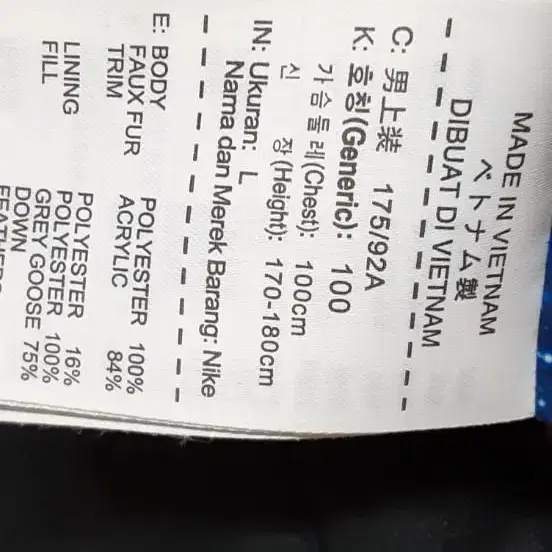 MADE IN VIETNAM
ベトナム製
DIBUAT DI VIETNAM
C: 男上装 175/92A
K: 호칭(Generic): 100
가슴둘레(Chest): 100cm
신 장(Height): 170-180cm
IN: Ukuran: L
Nama dan Merek Barang: Nike
E: BODY POLYESTER 100%
FAUX FUR ACRYLIC 84%
TRIM
POLYESTER 16%
LINING POLYESTER 100%
FILL GREY GOOSE 75%
DOWN